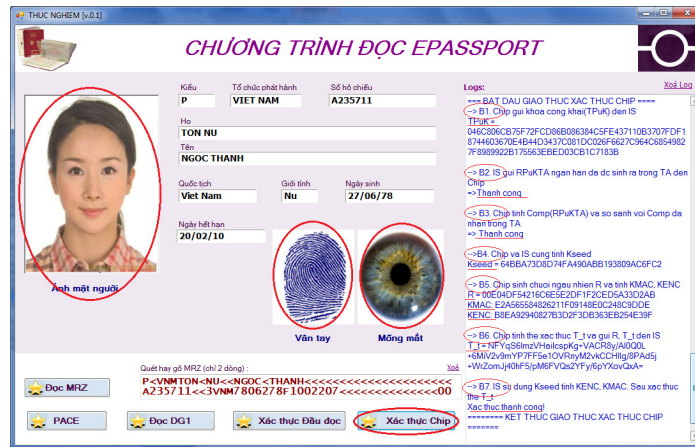 THUC NGHIEM [v.0.1]
CHƯƠNG TRÌNH ĐỌC EPASSPORT
Kiểu Tổ chức phát hành Số hộ chiếu
P VIET NAM A235711
Họ
TON NU
Tên
NGOC THANH
Quốc tịch Giới tính Ngày sinh
Viet Nam Nu 27/06/78
Ngày hết hạn
20/02/10
Ảnh mặt người
Vân tay Mống mắt
Logs: Xoá Log
=== BAT DAU GIAO THUC XAC THUC CHIP ====
--> B1. Chip gui khoa cong khai(TPuK) den IS
TPuK =
046C806CB75F72FCD86B086384C5FE437110B3707FDF1
8744603670E4B44D3437C081DC026F6627C964C6854982
7F8989922B175563EBED03CB1C7183B
--> B2. IS gui RPuKTA ngan han da dc sinh ra trong TA den
Chip
=>Thanh cong
--> B3. Chip tinh Comp(RPuKTA) va so sanh voi Comp da
nhan trong TA
=> Thanh cong
-->B4. Chip va IS cung tinh Kseed
Kseed = 64BBA73D8D74FA490ABB193809AC6FC2
--> B5. Chip sinh chuoi ngau nhien R va tinh KMAC, KENC
R = 00E04DF54216C6E5E2DF1F2CED5A33D2AB
KMAC: E2A565584826211F09148E0C248C9DDE
KENC: B8EA92940827B3D2F3DB363EB254E39F
--> B6. Chip tinh the xac thuc T_t va gui R, T_t den IS
T_t = NFYqS6lmzVHailcspKg+VACR8y/Al0Q0L
+6MiV2v9mYP7FF5e1OVRnyM2vkCCHllg/8PAd5j
+WrZomJj40hF5/pM6FVQs2YFy/6pYXovQxA=
--> B7. IS su dung Kseed tinh KENC, KMAC. Sau xac thuc
the T_t
Xac thuc thanh cong!
======== KET THUC GIAO THUC XAC THUC CHIP
=======
Quét hay gõ MRZ (chỉ 2 dòng) : Xoá
Đọc MRZ
P<VNMTON<NU<<NGOC<THANH<<<<<<<<<<<<<<<<<<<<<
A235711<<3VNM7806278F1002207<<<<<<<<<<<<<<00
PACE Đọc DG1 Xác thực Đầu đọc Xác thực Chip